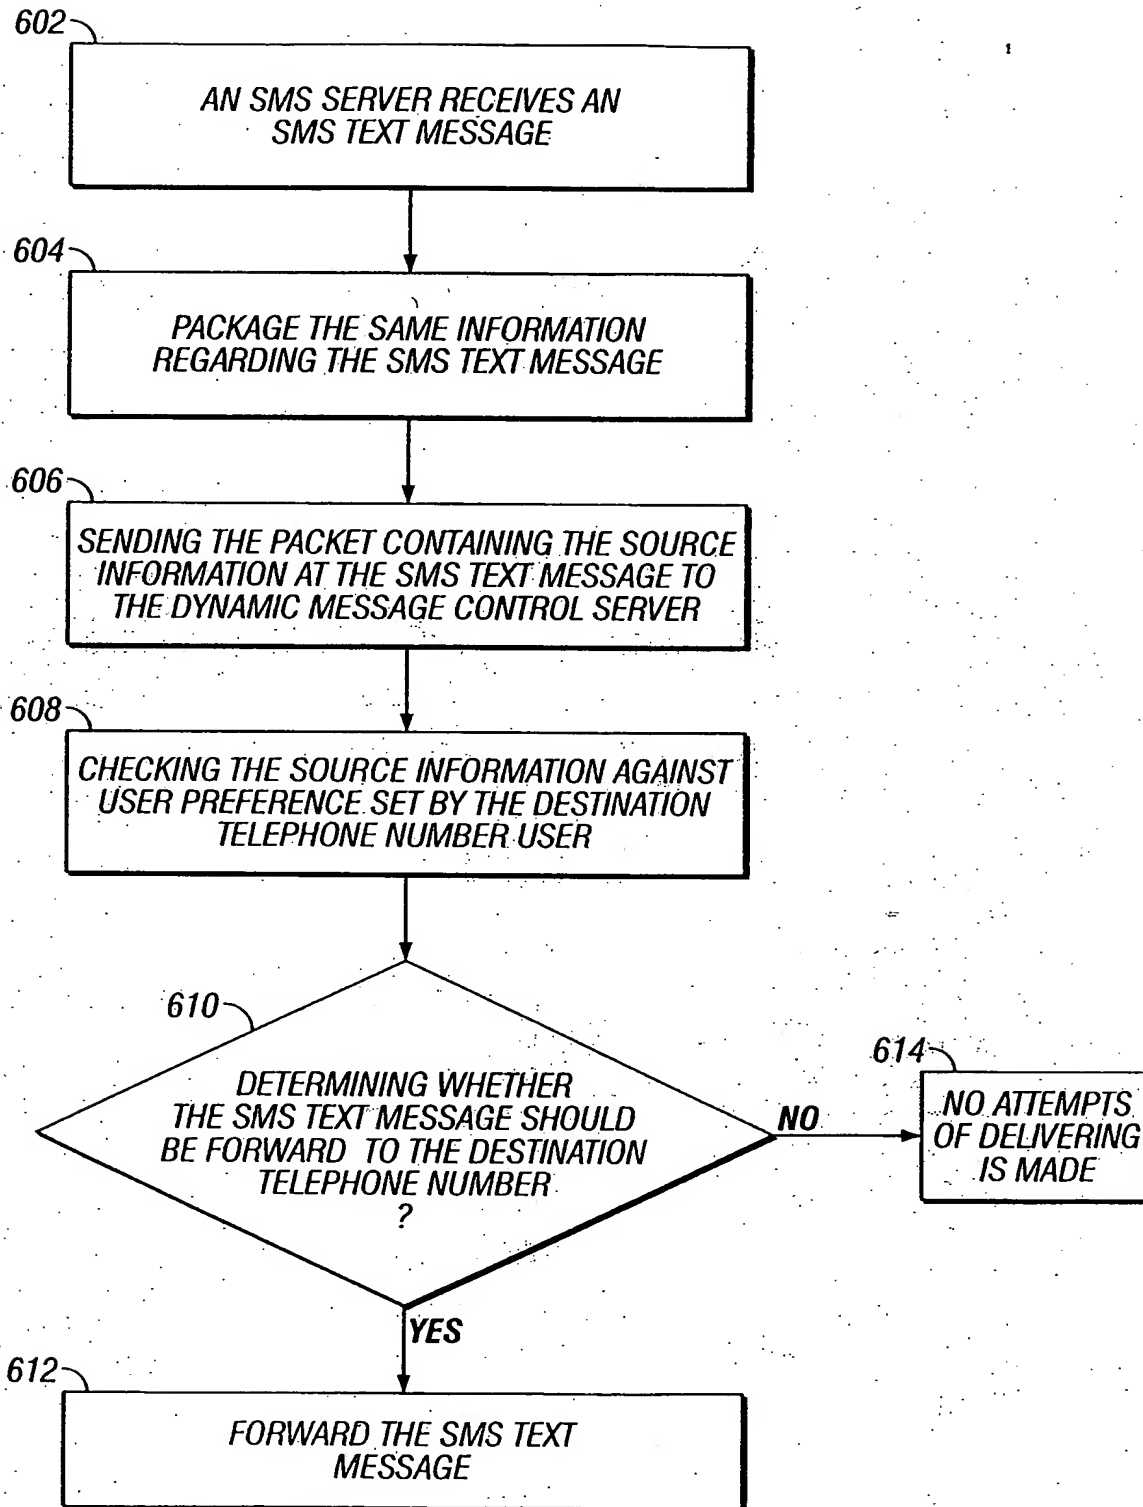 602
AN SMS SERVER RECEIVES AN
SMS TEXT MESSAGE
604
PACKAGE THE SAME INFORMATION
REGARDING THE SMS TEXT MESSAGE
606
SENDING THE PACKET CONTAINING THE SOURCE
INFORMATION AT THE SMS TEXT MESSAGE TO
THE DYNAMIC MESSAGE CONTROL SERVER
608
CHECKING THE SOURCE INFORMATION AGAINST
USER PREFERENCE SET BY THE DESTINATION
TELEPHONE NUMBER USER
610
DETERMINING WHETHER
THE SMS TEXT MESSAGE SHOULD
BE FORWARD TO THE DESTINATION
TELEPHONE NUMBER
?
NO
614
NO ATTEMPTS
OF DELIVERING
IS MADE
YES
612
FORWARD THE SMS TEXT
MESSAGE